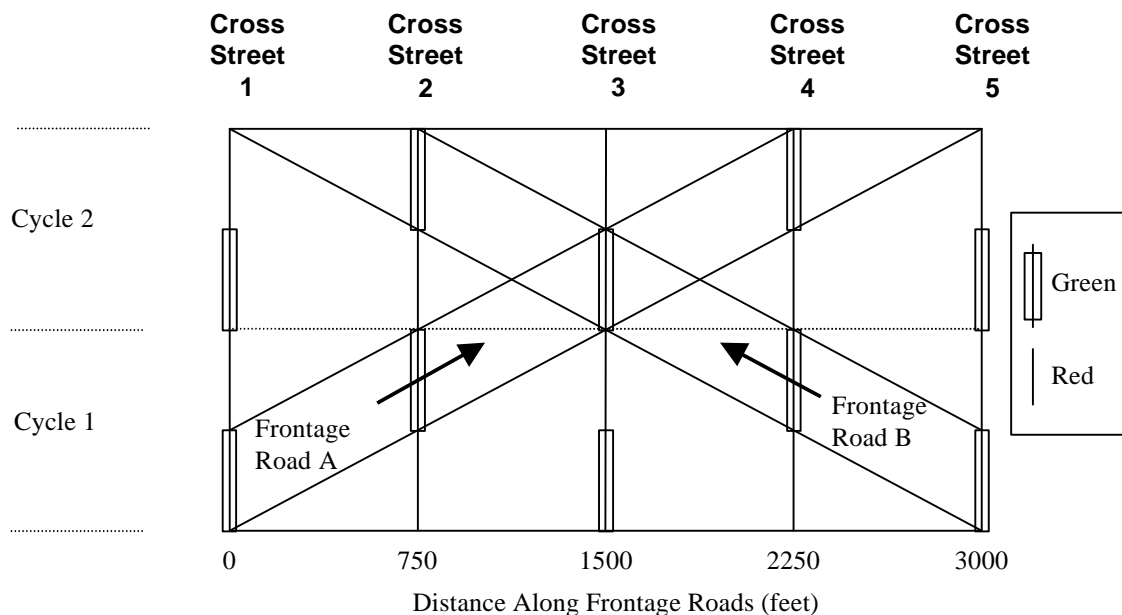 Cross Street 1
Cross Street 2
Cross Street 3
Cross Street 4
Cross Street 5
Cycle 2
Green
Red
Cycle 1
Frontage
Road A
Frontage
Road B
0 750 1500 2250 3000
Distance Along Frontage Roads (feet)